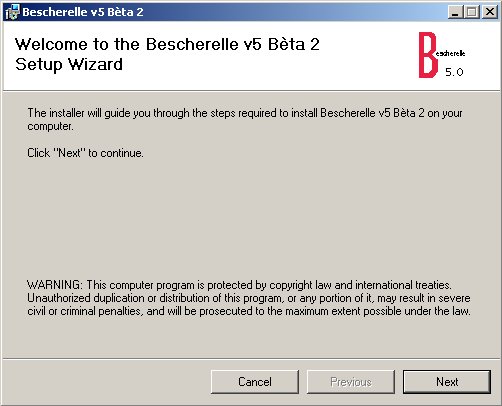 Bescherelle v5 Bèta 2
Welcome to the Bescherelle v5 Bèta 2
Setup Wizard
Bescherelle
5.0
The installer will guide you through the steps required to install Bescherelle v5 Bèta 2 on your
computer.
Click "Next" to continue.
WARNING: This computer program is protected by copyright law and international treaties.
Unauthorized duplication or distribution of this program, or any portion of it, may result in severe
civil or criminal penalties, and will be prosecuted to the maximum extent possible under the law.
Cancel Previous Next